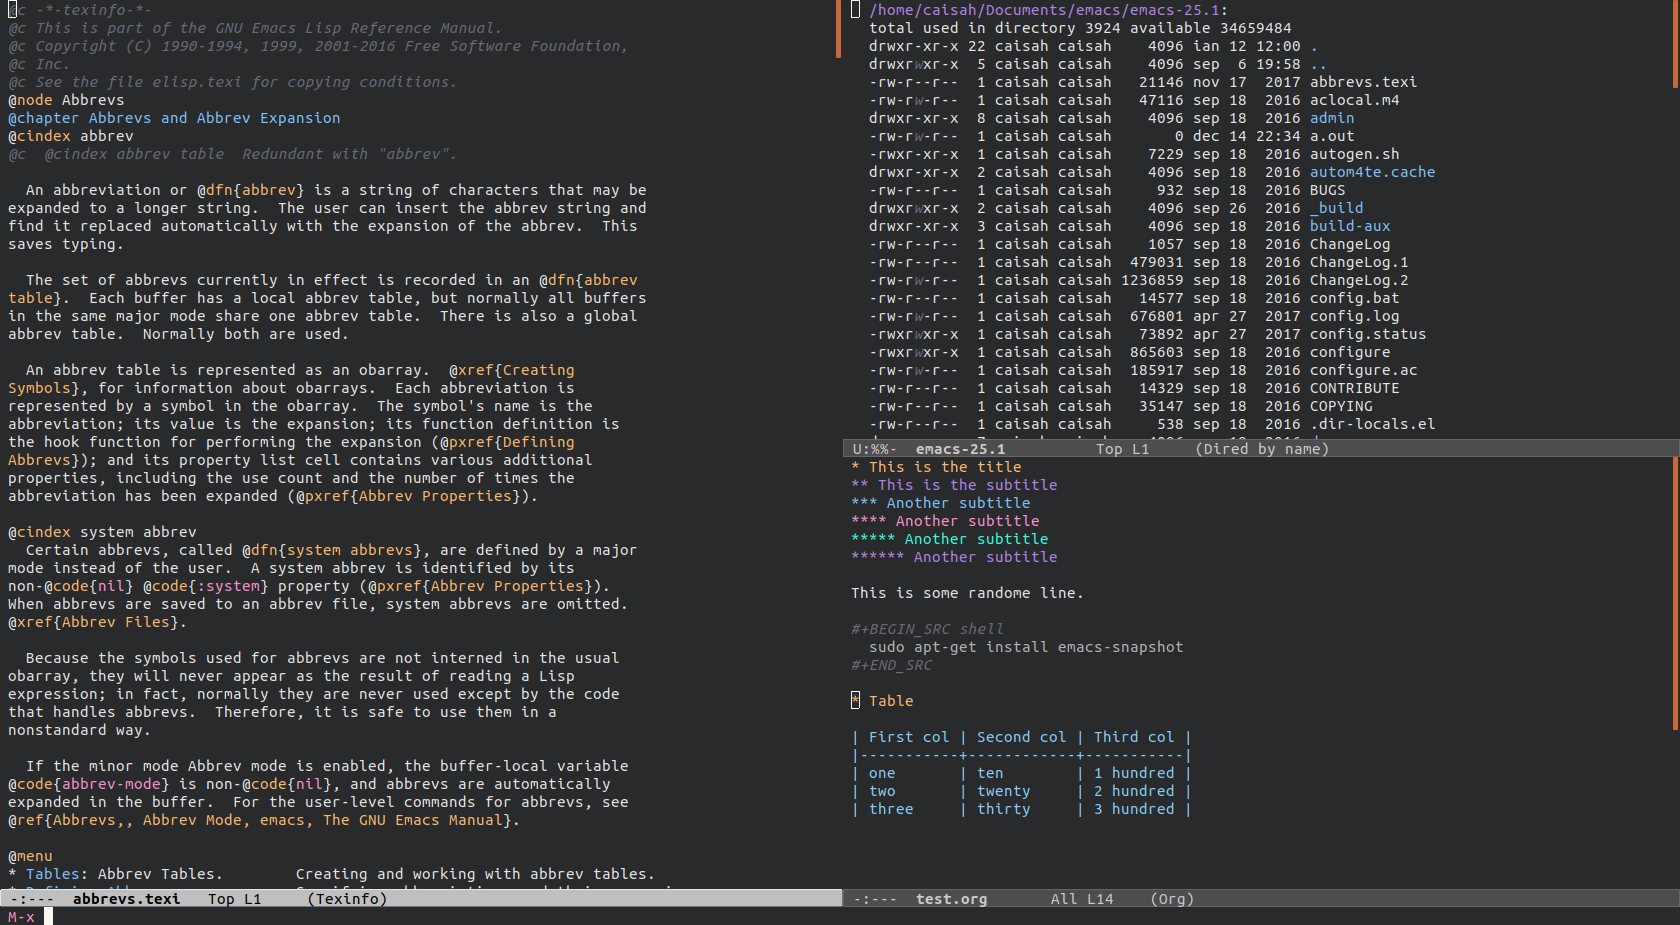 @c -*-texinfo-*-
@c This is part of the GNU Emacs Lisp Reference Manual.
@c Copyright (C) 1990-1994, 1999, 2001-2016 Free Software Foundation,
@c Inc.
@c See the file elisp.texi for copying conditions.
@node Abbrevs
@chapter Abbrevs and Abbrev Expansion
@cindex abbrev
@c  @cindex abbrev table  Redundant with "abbrev".

  An abbreviation or @dfn{abbrev} is a string of characters that may be
expanded to a longer string.  The user can insert the abbrev string and
find it replaced automatically with the expansion of the abbrev.  This
saves typing.

  The set of abbrevs currently in effect is recorded in an @dfn{abbrev
table}.  Each buffer has a local abbrev table, but normally all buffers
in the same major mode share one abbrev table.  There is also a global
abbrev table.  Normally both are used.

  An abbrev table is represented as an obarray.  @xref{Creating
Symbols}, for information about obarrays.  Each abbreviation is
represented by a symbol in the obarray.  The symbol's name is the
abbreviation; its value is the expansion; its function definition is
the hook function for performing the expansion (@pxref{Defining
Abbrevs}); and its property list cell contains various additional
properties, including the use count and the number of times the
abbreviation has been expanded (@pxref{Abbrev Properties}).

@cindex system abbrev
  Certain abbrevs, called @dfn{system abbrevs}, are defined by a major
mode instead of the user.  A system abbrev is identified by its
non-@code{nil} @code{:system} property (@pxref{Abbrev Properties}).
When abbrevs are saved to an abbrev file, system abbrevs are omitted.
@xref{Abbrev Files}.

  Because the symbols used for abbrevs are not interned in the usual
obarray, they will never appear as the result of reading a Lisp
expression; in fact, normally they are never used except by the code
that handles abbrevs.  Therefore, it is safe to use them in a
nonstandard way.

  If the minor mode Abbrev mode is enabled, the buffer-local variable
@code{abbrev-mode} is non-@code{nil}, and abbrevs are automatically
expanded in the buffer.  For the user-level commands for abbrevs, see
@ref{Abbrevs,, Abbrev Mode, emacs, The GNU Emacs Manual}.

@menu
* Tables: Abbrev Tables.        Creating and working with abbrev tables.
-:---  abbrevs.texi   Top L1     (Texinfo)
M-x
/home/caisah/Documents/emacs/emacs-25.1:
total used in directory 3924 available 34659484
drwxr-xr-x 22 caisah caisah    4096 ian 12 12:00 .
drwxrwxr-x  5 caisah caisah    4096 sep  6 19:58 ..
-rw-r--r--  1 caisah caisah   21146 nov 17  2017 abbrevs.texi
-rw-rw-r--  1 caisah caisah   47116 sep 18  2016 aclocal.m4
drwxr-xr-x  8 caisah caisah    4096 sep 18  2016 admin
-rw-rw-r--  1 caisah caisah       0 dec 14 22:34 a.out
-rwxr-xr-x  1 caisah caisah    7229 sep 18  2016 autogen.sh
drwxr-xr-x  2 caisah caisah    4096 sep 18  2016 autom4te.cache
-rw-r--r--  1 caisah caisah     932 sep 18  2016 BUGS
drwxrwxr-x  2 caisah caisah    4096 sep 26  2016 _build
drwxr-xr-x  3 caisah caisah    4096 sep 18  2016 build-aux
-rw-r--r--  1 caisah caisah    1057 sep 18  2016 ChangeLog
-rw-r--r--  1 caisah caisah  479031 sep 18  2016 ChangeLog.1
-rw-rw-r--  1 caisah caisah 1236859 sep 18  2016 ChangeLog.2
-rw-r--r--  1 caisah caisah   14577 sep 18  2016 config.bat
-rw-rw-r--  1 caisah caisah  676801 apr 27  2017 config.log
-rwxrwxr-x  1 caisah caisah   73892 apr 27  2017 config.status
-rwxrwxr-x  1 caisah caisah  865603 sep 18  2016 configure
-rw-rw-r--  1 caisah caisah  185917 sep 18  2016 configure.ac
-rw-r--r--  1 caisah caisah   14329 sep 18  2016 CONTRIBUTE
-rw-r--r--  1 caisah caisah   35147 sep 18  2016 COPYING
-rw-r--r--  1 caisah caisah     538 sep 18  2016 .dir-locals.el
U:%%-  emacs-25.1          Top L1     (Dired by name)
* This is the title
** This is the subtitle
*** Another subtitle
**** Another subtitle
***** Another subtitle
****** Another subtitle

This is some randome line.

#+BEGIN_SRC shell
  sudo apt-get install emacs-snapshot
#+END_SRC

* Table

| First col | Second col | Third col |
|-----------+------------+-----------|
| one       | ten        | 1 hundred |
| two       | twenty     | 2 hundred |
| three     | thirty     | 3 hundred |
-:---  test.org       All L14    (Org)